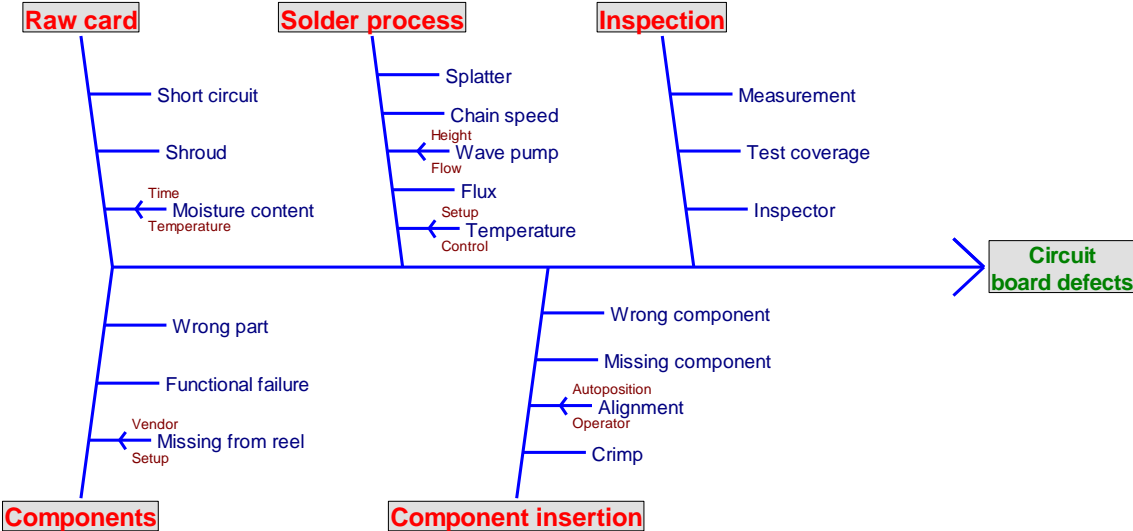 Raw card
Solder process
Inspection
Short circuit
Shroud
Time
Moisture content
Temperature
Splatter
Chain speed
Height
Wave pump
Flow
Flux
Setup
Temperature
Control
Measurement
Test coverage
Inspector
Circuit
board defects
Wrong part
Functional failure
Vendor
Missing from reel
Setup
Wrong component
Missing component
Autoposition
Alignment
Operator
Crimp
Components
Component insertion